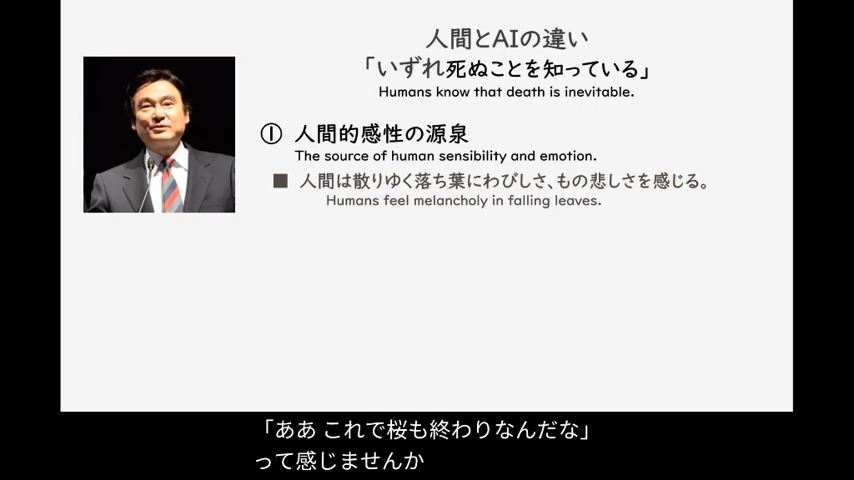 人間とAIの違い
「いずれ死ぬことを知っている」
Humans know that death is inevitable.
① 人間的感性の源泉
The source of human sensibility and emotion.
■ 人間は散りゆく落ち葉にわびしさ、もの悲しさを感じる。
Humans feel melancholy in falling leaves.
「ああ これで桜も終わりなんだな」
って感じませんか